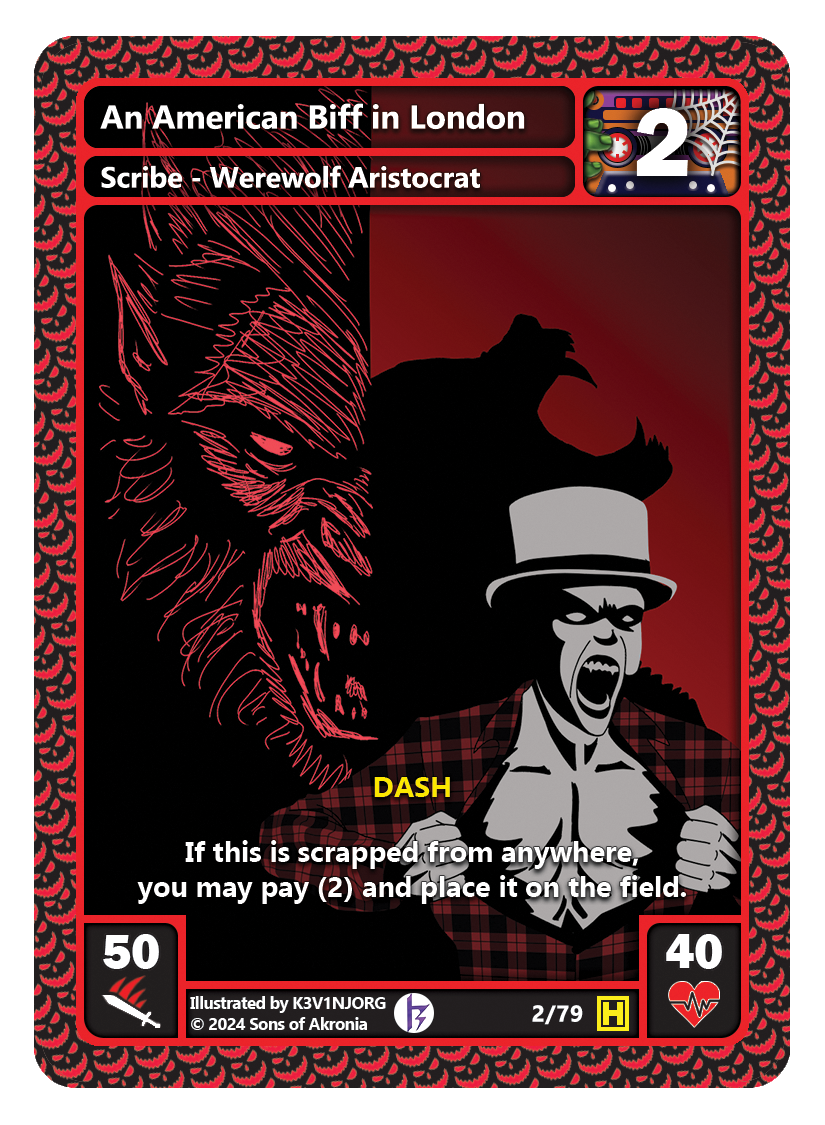 An American Biff in London
2
Scribe - Werewolf Aristocrat
DASH
If this is scrapped from anywhere,
you may pay (2) and place it on the field.
50
40
Illustrated by K3V1NJORG
© 2024 Sons of Akronia
2/79
H